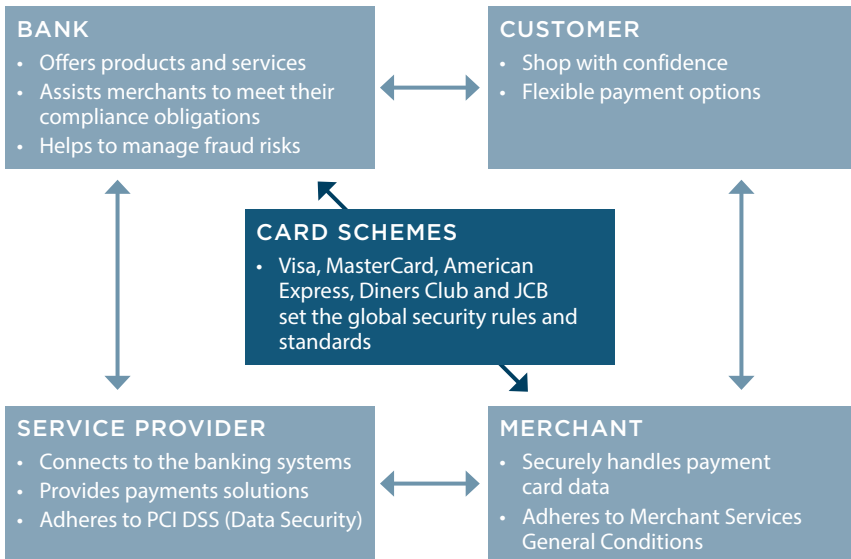 BANK
• Offers products and services
• Assists merchants to meet their
compliance obligations
• Helps to manage fraud risks
CUSTOMER
• Shop with confidence
• Flexible payment options
CARD SCHEMES
• Visa, MasterCard, American
Express, Diners Club and JCB
set the global security rules and
standards
SERVICE PROVIDER
• Connects to the banking systems
• Provides payments solutions
• Adheres to PCI DSS (Data Security)
MERCHANT
• Securely handles payment
card data
• Adheres to Merchant Services
General Conditions